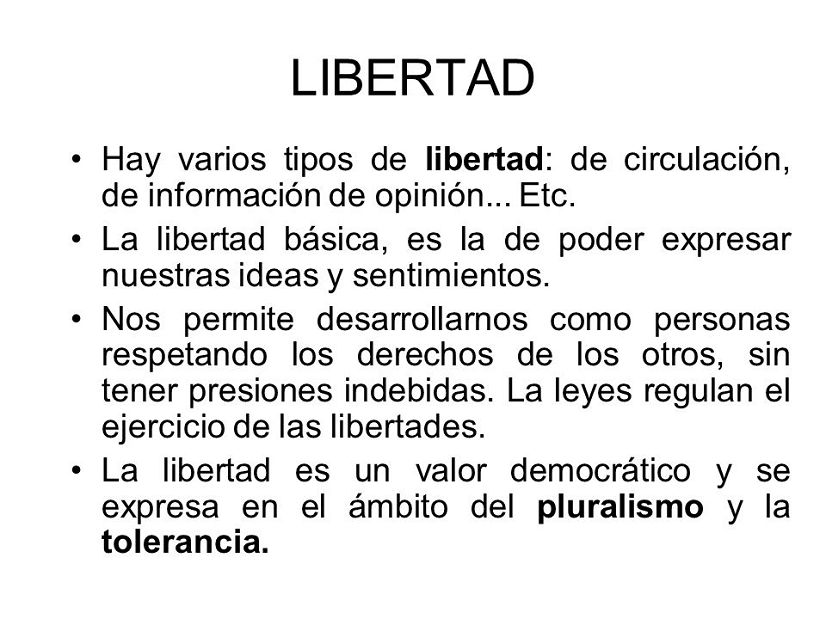 LIBERTAD
• Hay varios tipos de libertad: de circulación,
de información de opinión... Etc.
• La libertad básica, es la de poder expresar
nuestras ideas y sentimientos.
• Nos permite desarrollarnos como personas
respetando los derechos de los otros, sin
tener presiones indebidas. La leyes regulan el
ejercicio de las libertades.
• La libertad es un valor democrático y se
expresa en el ámbito del pluralismo y la
tolerancia.